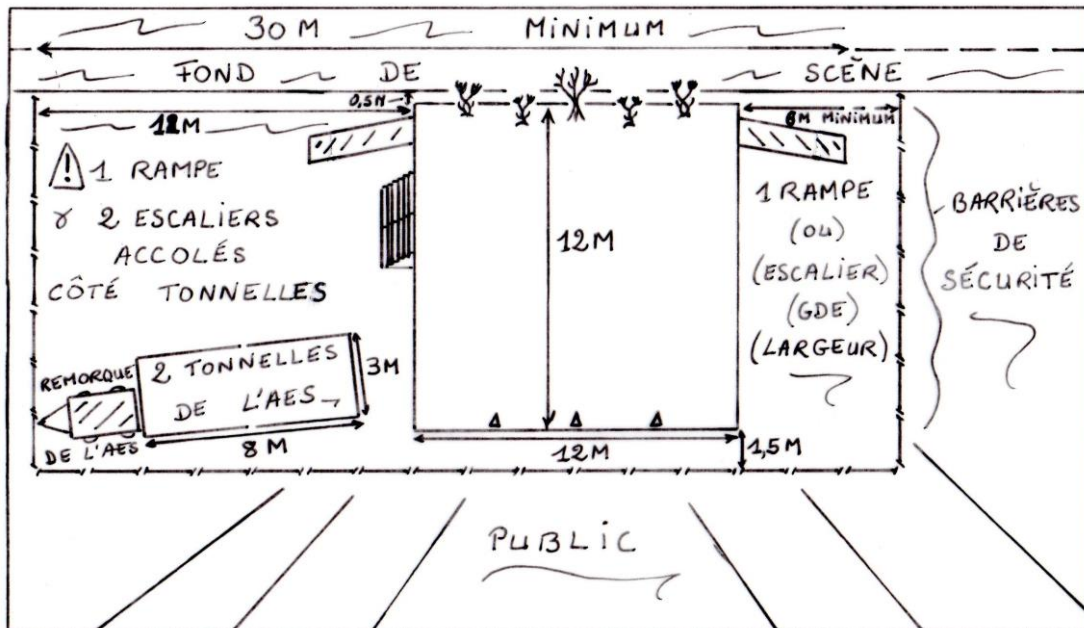 30 M MINIMUM
FOND DE SCÈNE
0,5M
12M
6M MINIMUM
⚠ 1 RAMPE
& 2 ESCALIERS
ACCOLÉS
CÔTÉ TONNELLES
12M
1 RAMPE
(OU)
(ESCALIER)
(GDE)
(LARGEUR)
BARRIÈRES
DE
SÉCURITÉ
REMORQUE
DE L'AES
2 TONNELLES
DE L'AES
3M
8 M
12M
1,5M
PUBLIC